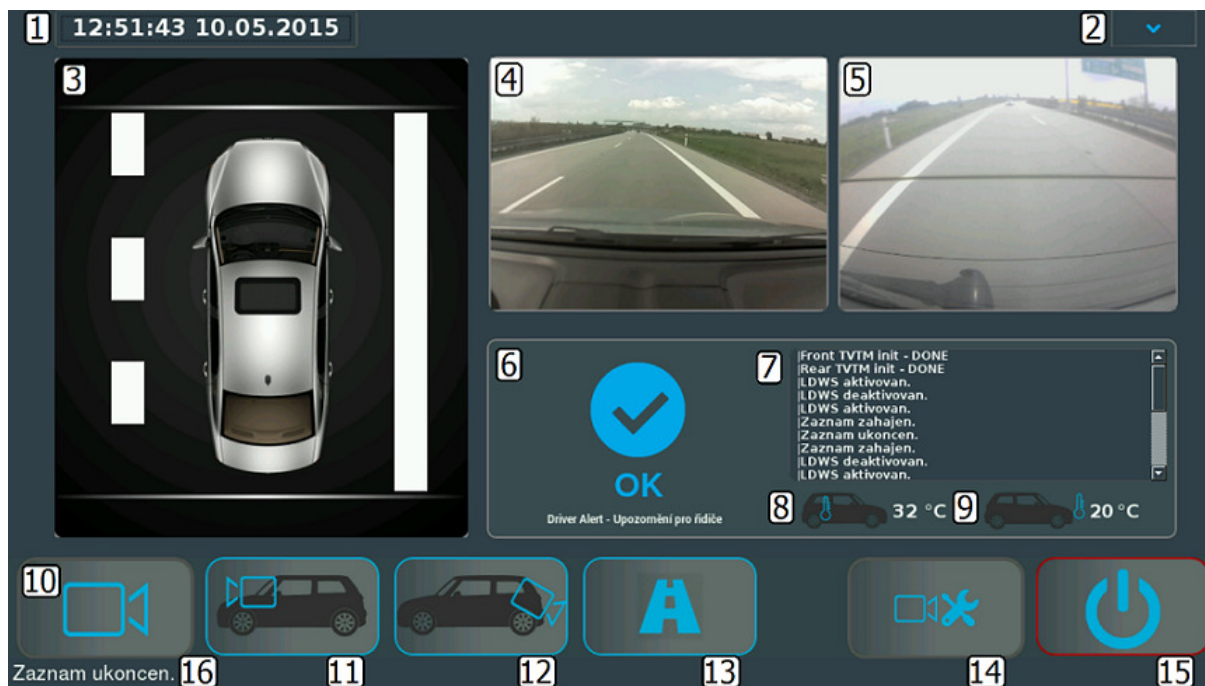 1
12:51:43 10.05.2015
2
3
4
5
6
OK
Driver Alert - Upozornění pro řidiče
7
|Front TVTM init - DONE
|Rear TVTM init - DONE
|LDWS aktivovan.
|LDWS deaktivovan.
|LDWS aktivovan.
|Zaznam zahajen.
|Zaznam ukoncen.
|Zaznam zahajen.
|LDWS deaktivovan.
|LDWS aktivovan.
8
32 °C
9
20 °C
10
Zaznam ukoncen.
16
11
12
13
14
15